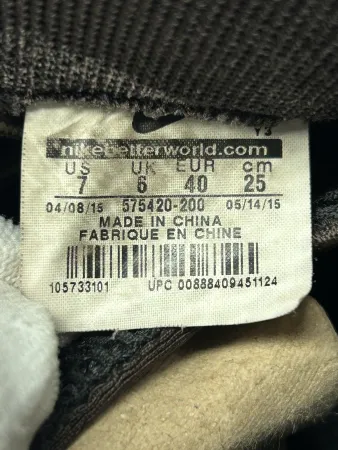 Y3
nikebetterworld.com
US UK EUR cm
7 6 40 25
04/08/15 575420-200 05/14/15
MADE IN CHINA
FABRIQUE EN CHINE
105733101 UPC 00888409451124